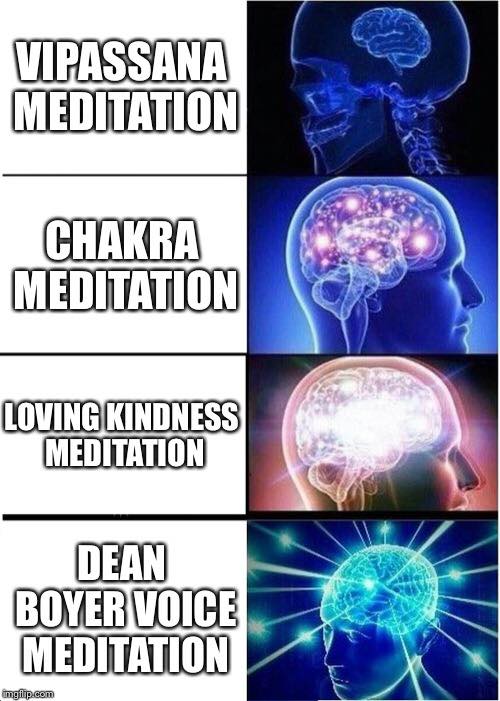 VIPASSANA
MEDITATION
CHAKRA
MEDITATION
LOVING KINDNESS
MEDITATION
DEAN
BOYER VOICE
MEDITATION
imgflip.com